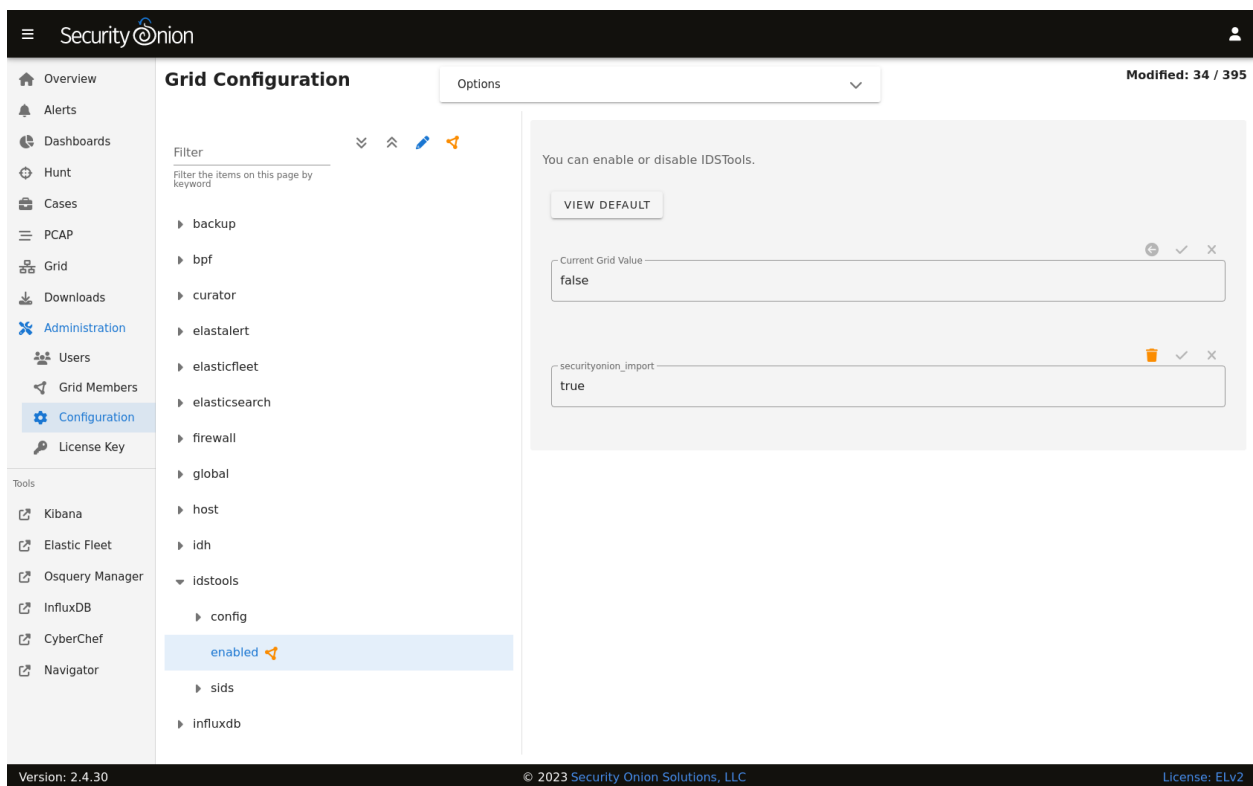 Security Onion
Overview
Alerts
Dashboards
Hunt
Cases
PCAP
Grid
Downloads
Administration
Users
Grid Members
Configuration
License Key
Tools
Kibana
Elastic Fleet
Osquery Manager
InfluxDB
CyberChef
Navigator
Grid Configuration
Options
Modified: 34 / 395
Filter
Filter the items on this page by
keyword
backup
bpf
curator
elastalert
elasticfleet
elasticsearch
firewall
global
host
idh
idstools
config
enabled
sids
influxdb
You can enable or disable IDSTools.
VIEW DEFAULT
Current Grid Value
false
securityonion_import
true
Version: 2.4.30
© 2023 Security Onion Solutions, LLC
License: ELv2